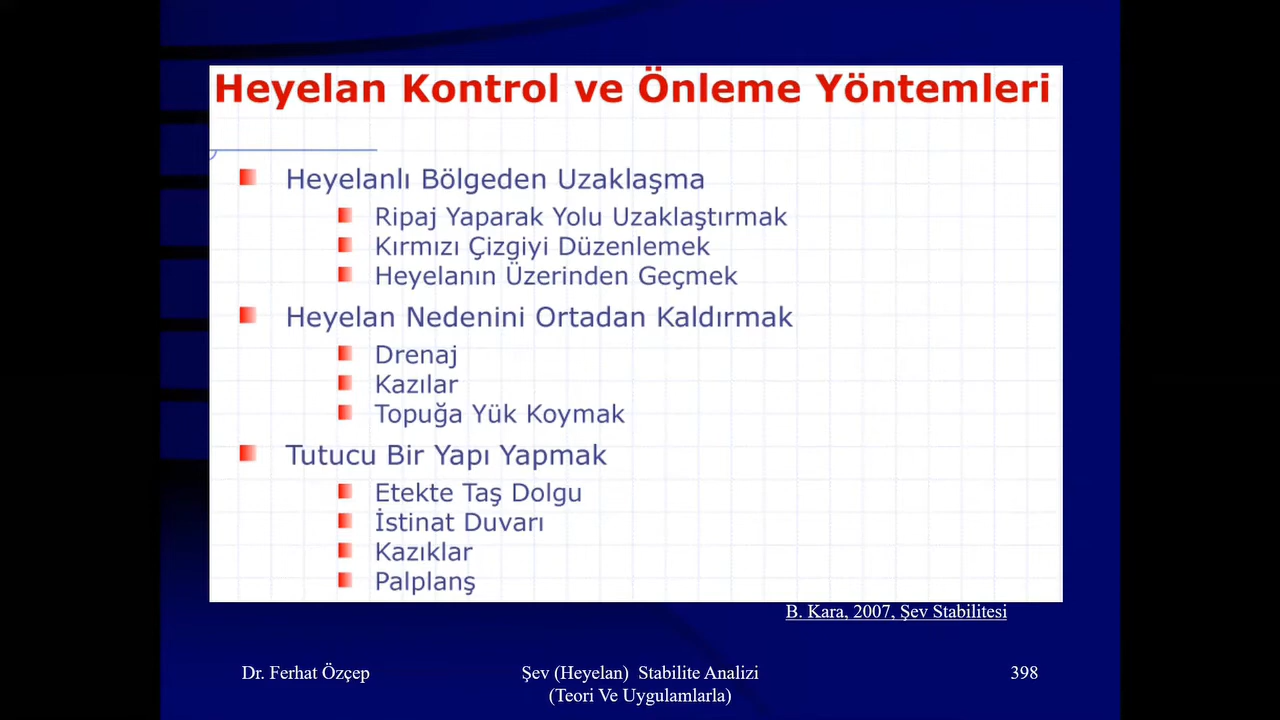 Heyelan Kontrol ve Önleme Yöntemleri
Heyelanlı Bölgeden Uzaklaşma
Ripaj Yaparak Yolu Uzaklaştırmak
Kırmızı Çizgiyi Düzenlemek
Heyelanın Üzerinden Geçmek
Heyelan Nedenini Ortadan Kaldırmak
Drenaj
Kazılar
Topuğa Yük Koymak
Tutucu Bir Yapı Yapmak
Etekte Taş Dolgu
İstinat Duvarı
Kazıklar
Palplanş
B. Kara, 2007, Şev Stabilitesi
Dr. Ferhat Özçep
Şev (Heyelan) Stabilite Analizi
(Teori Ve Uygulamlarla)
398